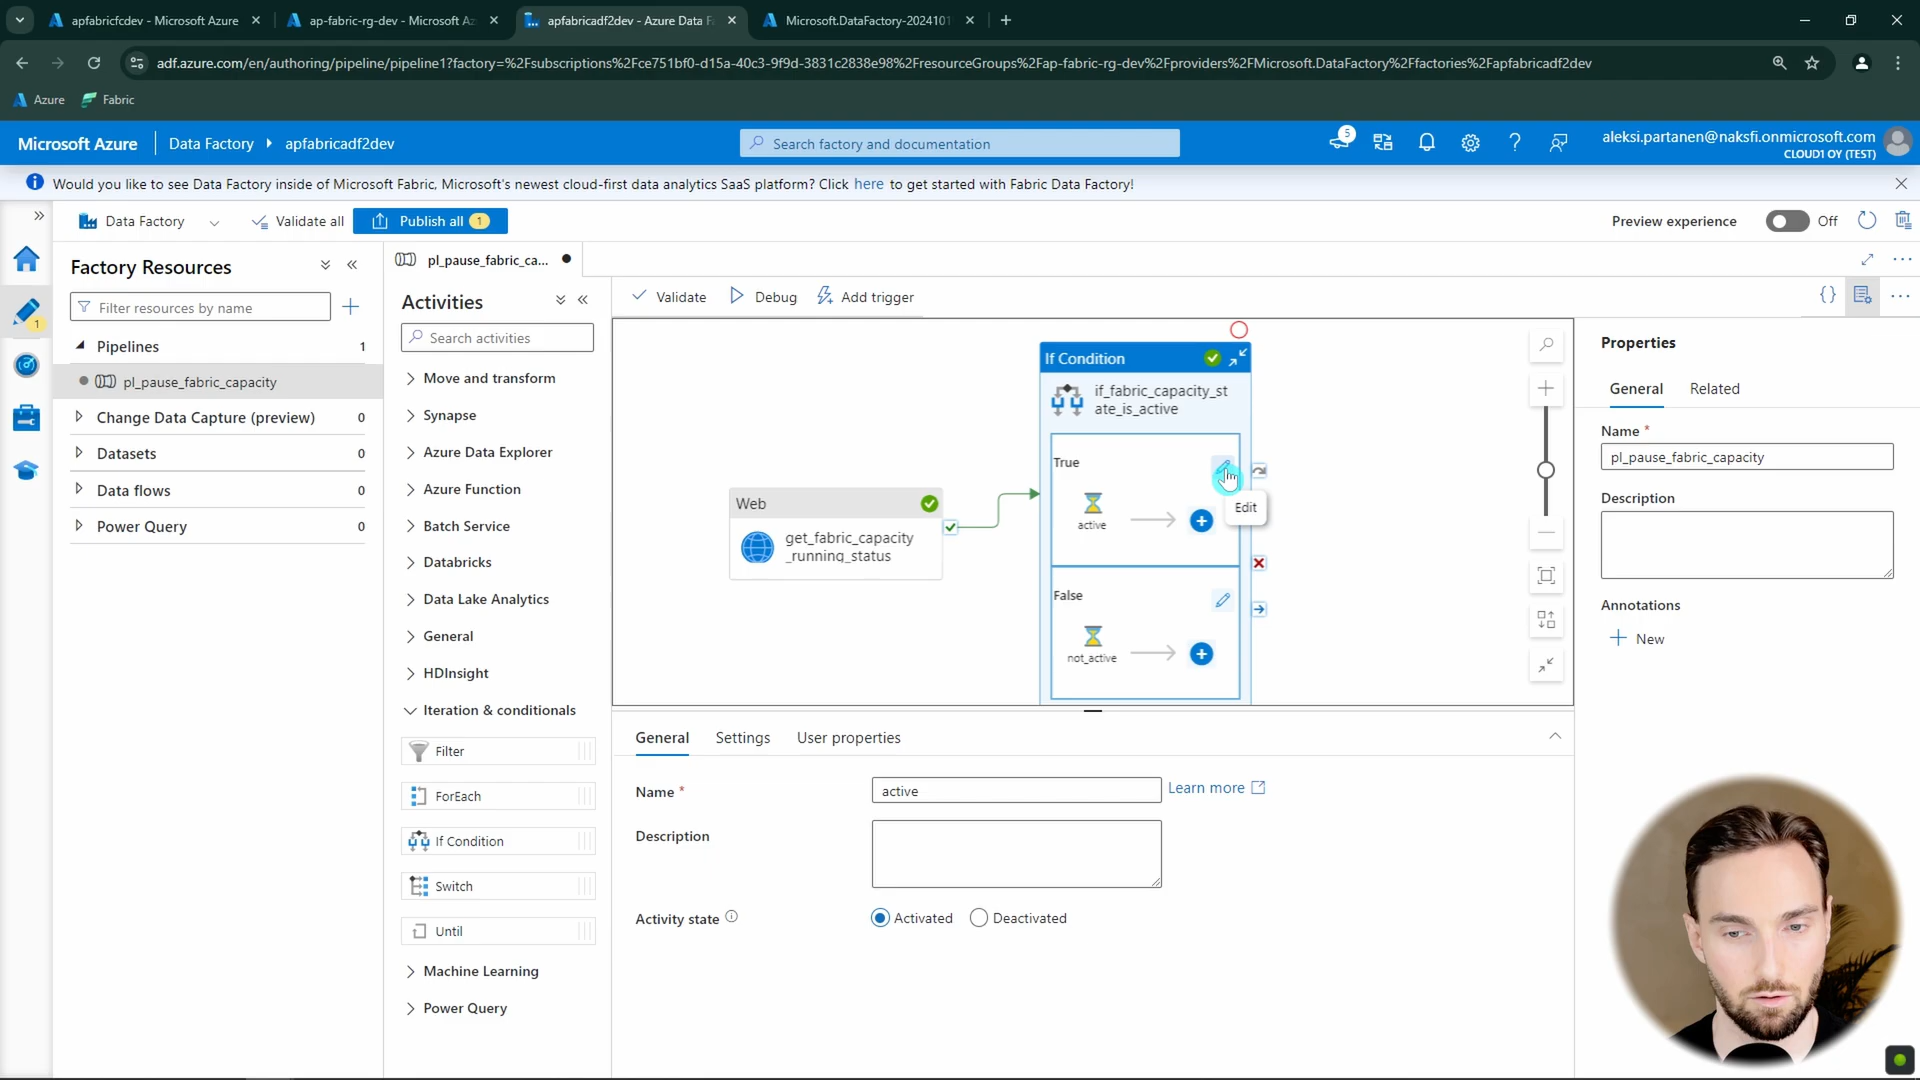 apfabricfcdev - Microsoft Azure
ap-fabric-rg-dev - Microsoft Az
apfabricadf2dev - Azure Data F
Microsoft.DataFactory-2024101
adf.azure.com/en/authoring/pipeline/pipeline1?factory=%2Fsubscriptions%2Fce751bf0-d15a-40c3-9f9d-3831c2838e98%2FresourceGroups%2Fap-fabric-rg-dev%2Fproviders%2FMicrosoft.DataFactory%2Ffactories%2Fapfabricadf2dev
Azure
Fabric
Microsoft Azure
Data Factory
apfabricadf2dev
Search factory and documentation
5
aleksi.partanen@naksfi.onmicrosoft.com
CLOUD1 OY (TEST)
Would you like to see Data Factory inside of Microsoft Fabric, Microsoft's newest cloud-first data analytics SaaS platform? Click here to get started with Fabric Data Factory!
Data Factory
Validate all
Publish all 1
Preview experience
Off
Factory Resources
Filter resources by name
1
Pipelines 1
pl_pause_fabric_capacity
Change Data Capture (preview) 0
Datasets 0
Data flows 0
Power Query 0
pl_pause_fabric_ca...
Activities
Search activities
Move and transform
Synapse
Azure Data Explorer
Azure Function
Batch Service
Databricks
Data Lake Analytics
General
HDInsight
Iteration & conditionals
Filter
ForEach
If Condition
Switch
Until
Machine Learning
Power Query
Validate
Debug
Add trigger
Web
get_fabric_capacity
_running_status
If Condition
if_fabric_capacity_st
ate_is_active
True
active
Edit
False
not_active
General
Settings
User properties
Name *
active
Learn more
Description
Activity state
Activated
Deactivated
Properties
General
Related
Name *
pl_pause_fabric_capacity
Description
Annotations
New